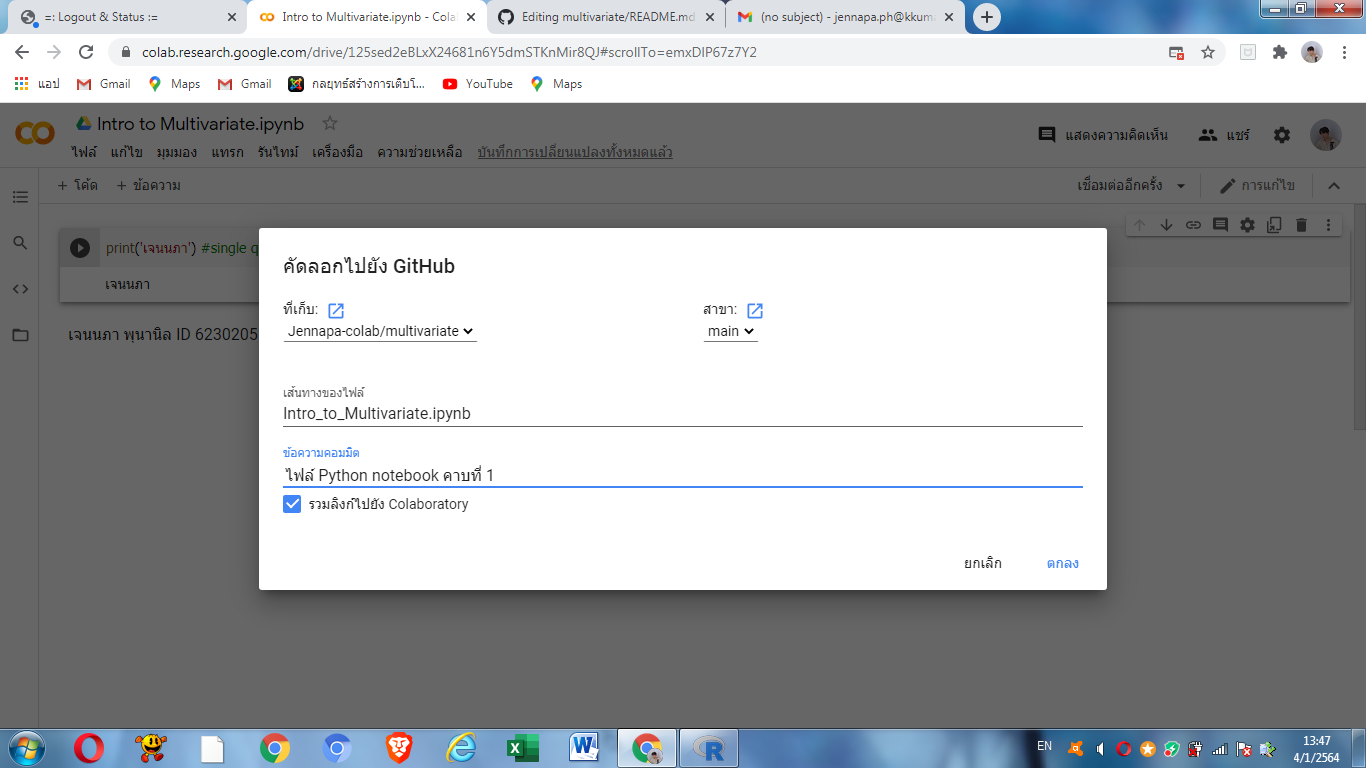 =: Logout & Status :=
Intro to Multivariate.ipynb - Cola
Editing multivariate/README.md
(no subject) - jennapa.ph@kkum
colab.research.google.com/drive/125sed2eBLxX24681n6Y5dmSTKnMir8QJ#scrollTo=emxDIP67z7Y2
แอป
Gmail
Maps
Gmail
กลยุทธ์สร้างการเติบโ...
YouTube
Maps
Intro to Multivariate.ipynb
แสดงความคิดเห็น
แชร์
ไฟล์ แก้ไข มุมมอง แทรก รันไทม์ เครื่องมือ ความช่วยเหลือ บันทึกการเปลี่ยนแปลงทั้งหมดแล้ว
+ โค้ด + ข้อความ
เชื่อมต่ออีกครั้ง
การแก้ไข
print('เจนนภา') #single q
เจนนภา
เจนนภา พุนานิล ID 6230205
คัดลอกไปยัง GitHub
ที่เก็บ:
สาขา:
Jennapa-colab/multivariate
main
เส้นทางของไฟล์
Intro_to_Multivariate.ipynb
ข้อความคอมมิต
ไฟล์ Python notebook คาบที่ 1
รวมลิงก์ไปยัง Colaboratory
ยกเลิก
ตกลง
EN
13:47
4/1/2564